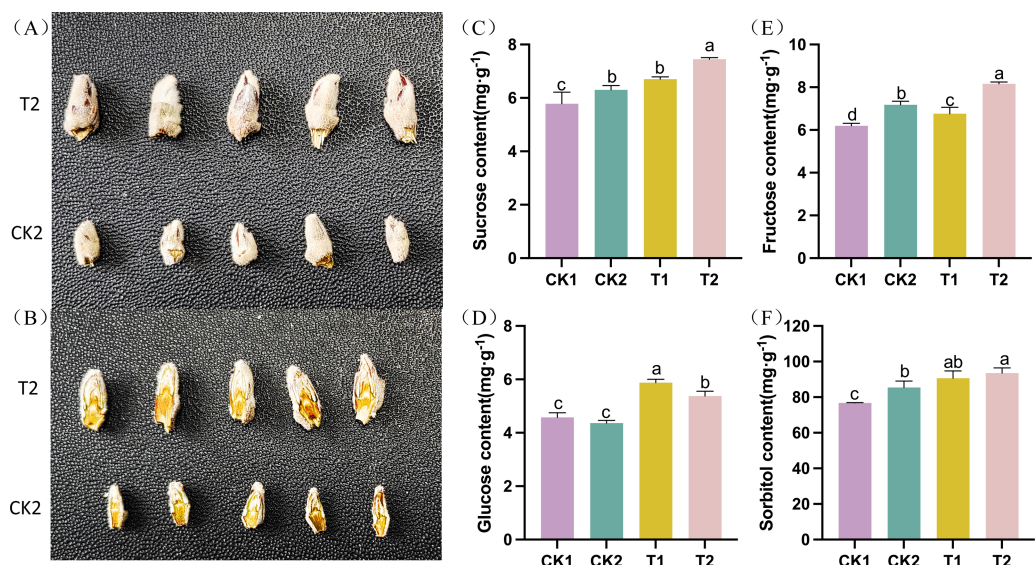 （A）
T2
CK2
（B）
T2
CK2
（C）
Sucrose content(mg·g⁻¹)
8
6
4
2
0
c
b
b
a
CK1 CK2 T1 T2
（E）
Fructose content(mg·g⁻¹)
10
8
6
4
2
0
d
b
c
a
CK1 CK2 T1 T2
（D）
Glucose content(mg·g⁻¹)
8
6
4
2
0
c
c
a
b
CK1 CK2 T1 T2
（F）
Sorbitol content(mg·g⁻¹)
120
100
80
60
40
20
0
c
b
ab
a
CK1 CK2 T1 T2